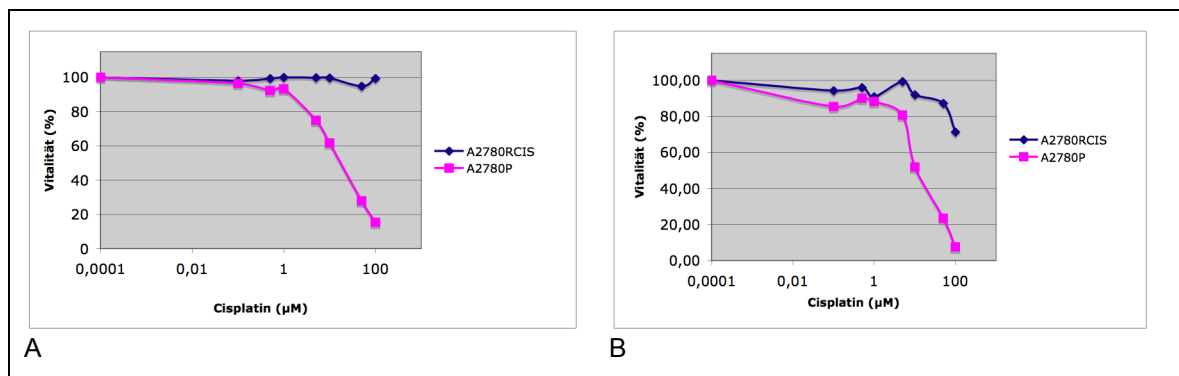 100
80
60
40
20
0
0,0001
0,01
1
100
Vitalität (%)
Cisplatin (µM)
A2780RCIS
A2780P
A
100,00
80,00
60,00
40,00
20,00
0,00
0,0001
0,01
1
100
Vitalität (%)
Cisplatin (µM)
A2780RCIS
A2780P
B